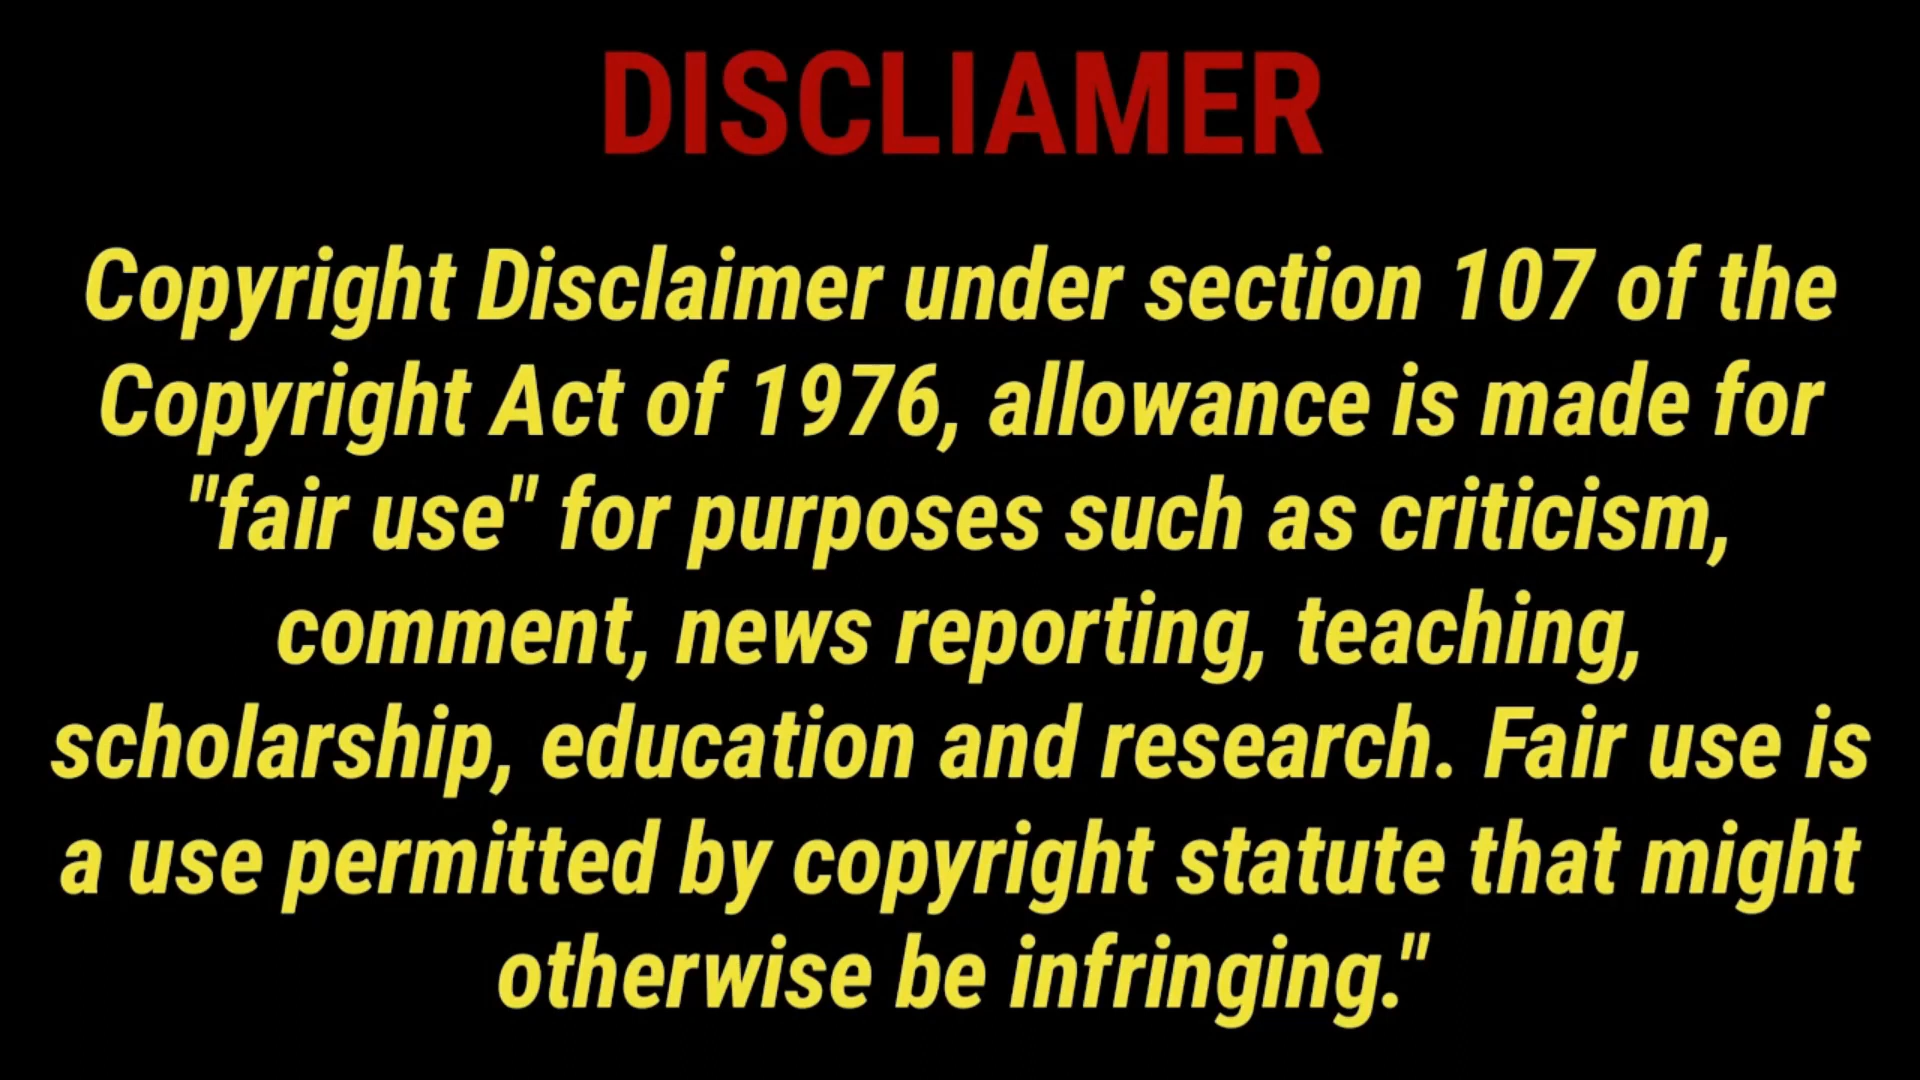 DISCLIAMER
Copyright Disclaimer under section 107 of the
Copyright Act of 1976, allowance is made for
"fair use" for purposes such as criticism,
comment, news reporting, teaching,
scholarship, education and research. Fair use is
a use permitted by copyright statute that might
otherwise be infringing."